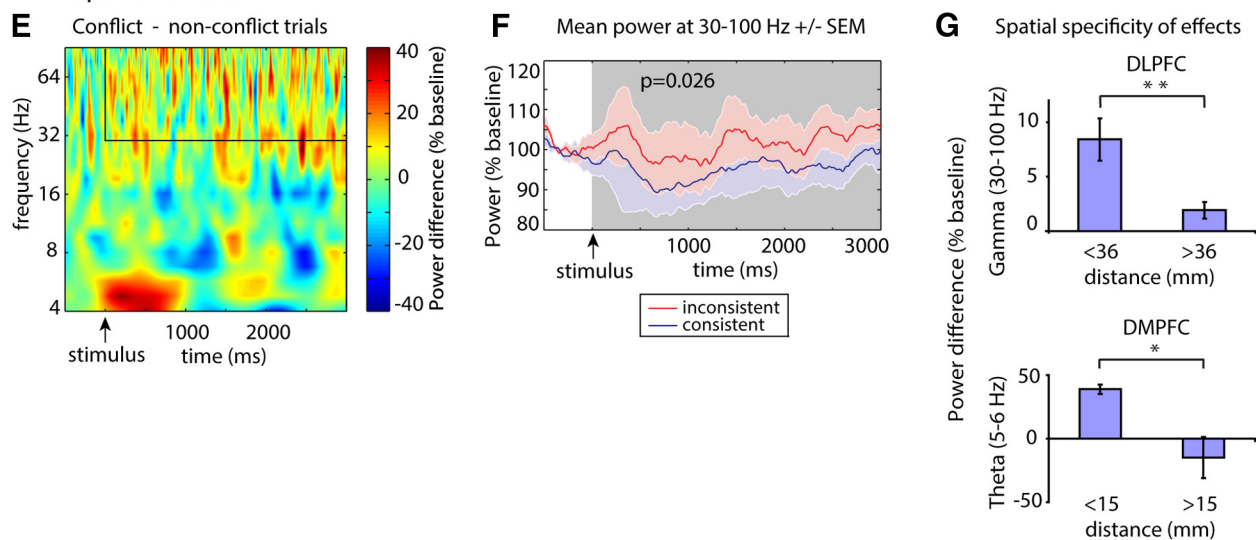 E
Conflict - non-conflict trials
frequency (Hz)
64
32
16
8
4
1000
2000
stimulus
time (ms)
40
20
0
-20
-40
Power difference (% baseline)
F
Mean power at 30-100 Hz +/- SEM
p=0.026
Power (% baseline)
120
110
100
90
80
1000
2000
3000
stimulus
time (ms)
inconsistent
consistent
G
Spatial specificity of effects
Power difference (% baseline)
DLPFC
**
Gamma (30-100 Hz)
10
5
0
<36
>36
distance (mm)
DMPFC
*
Theta (5-6 Hz)
50
0
-50
<15
>15
distance (mm)